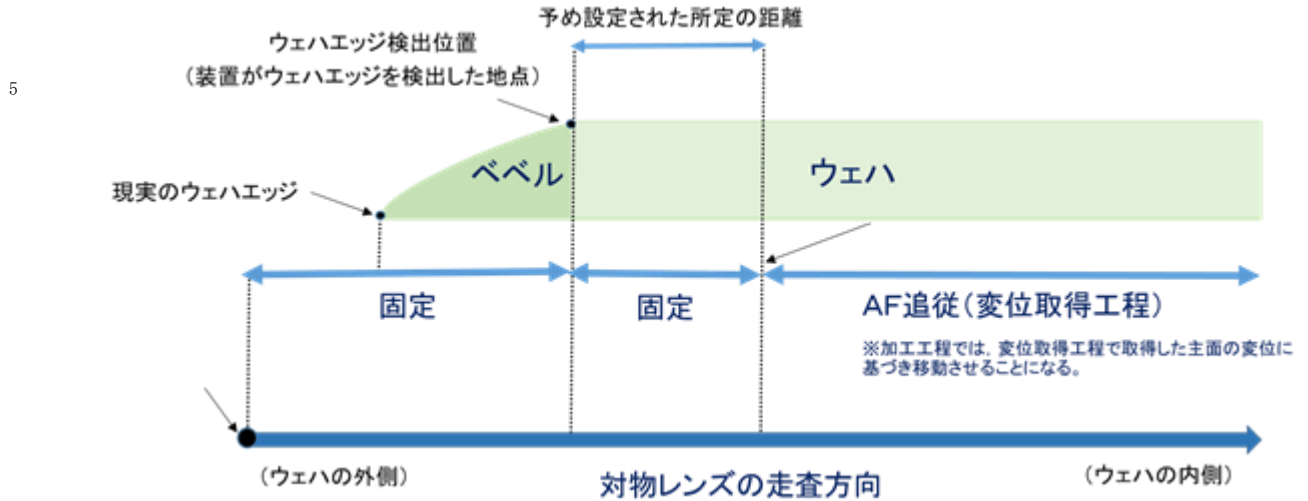 予め設定された所定の距離
ウェハエッジ検出位置
(装置がウェハエッジを検出した地点)
5
ベベル
ウェハ
現実のウェハエッジ
固定
固定
AF追従(変位取得工程)
※加工工程では、変位取得工程で取得した主面の変位に
基づき移動させることになる。
(ウェハの外側)
対物レンズの走査方向
(ウェハの内側)